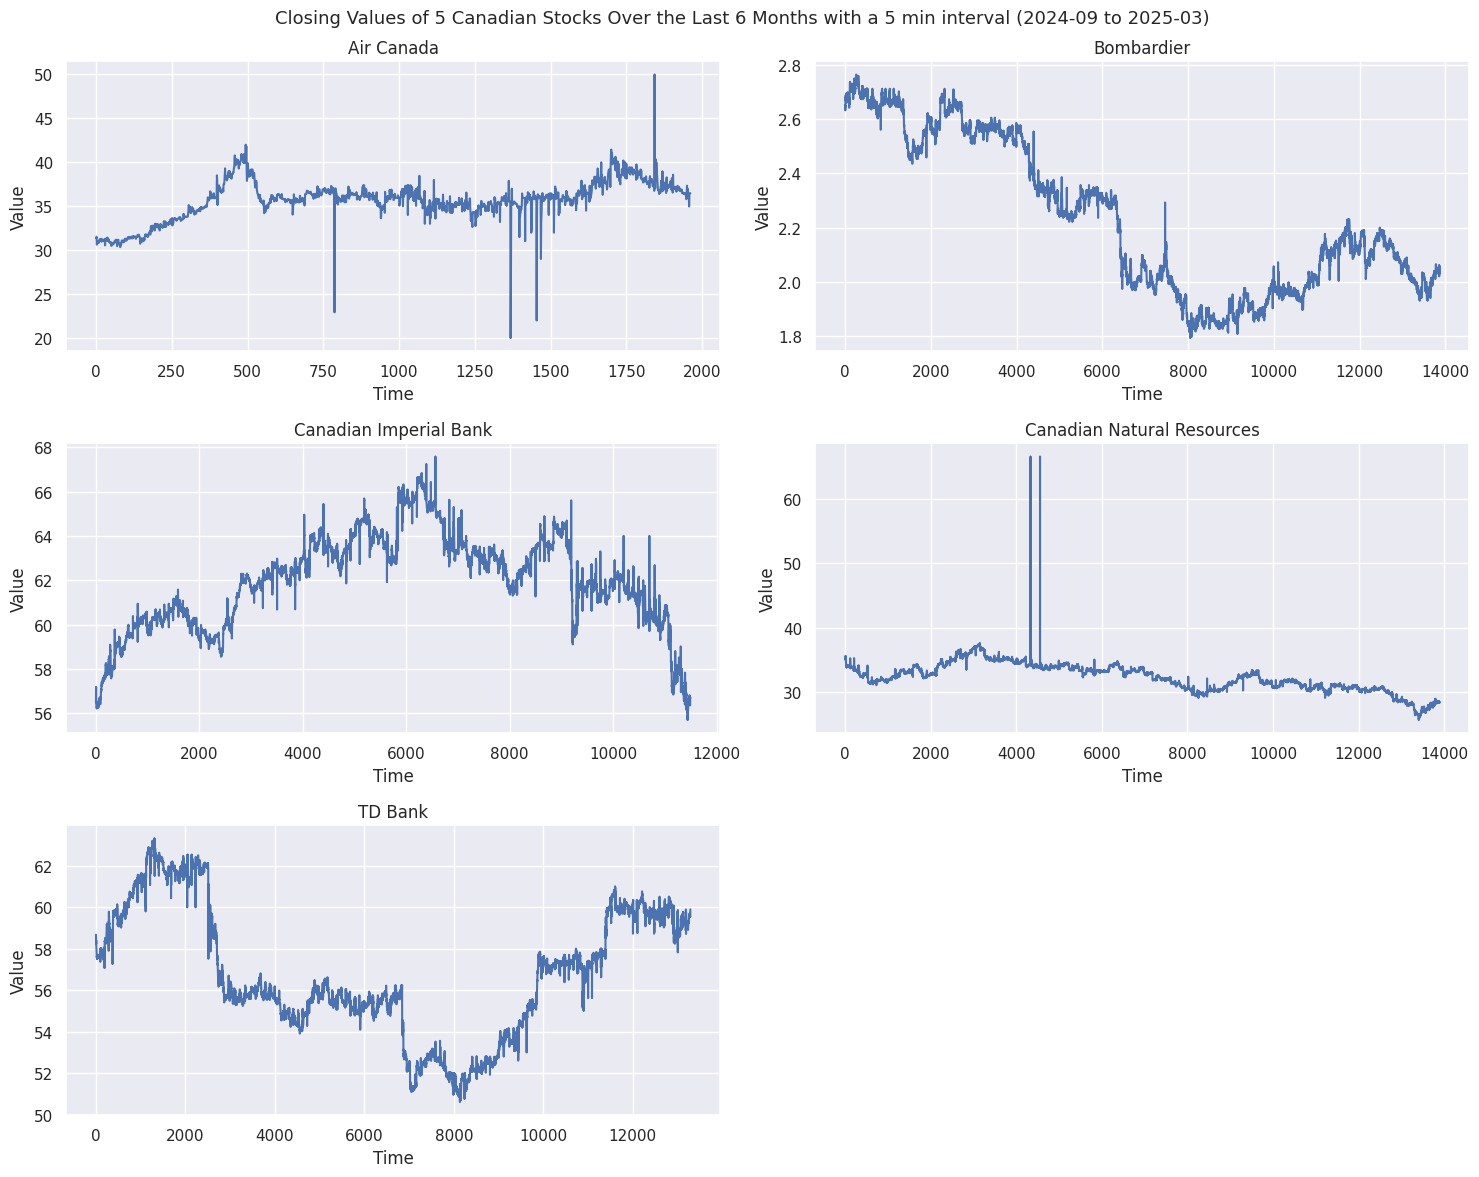 Closing Values of 5 Canadian Stocks Over the Last 6 Months with a 5 min interval (2024-09 to 2025-03)
Air Canada
Value
50
45
40
35
30
25
20
0 250 500 750 1000 1250 1500 1750 2000
Time
Bombardier
Value
2.8
2.6
2.4
2.2
2.0
1.8
0 2000 4000 6000 8000 10000 12000 14000
Time
Canadian Imperial Bank
Value
68
66
64
62
60
58
56
0 2000 4000 6000 8000 10000 12000
Time
Canadian Natural Resources
Value
60
50
40
30
0 2000 4000 6000 8000 10000 12000 14000
Time
TD Bank
Value
62
60
58
56
54
52
50
0 2000 4000 6000 8000 10000 12000
Time